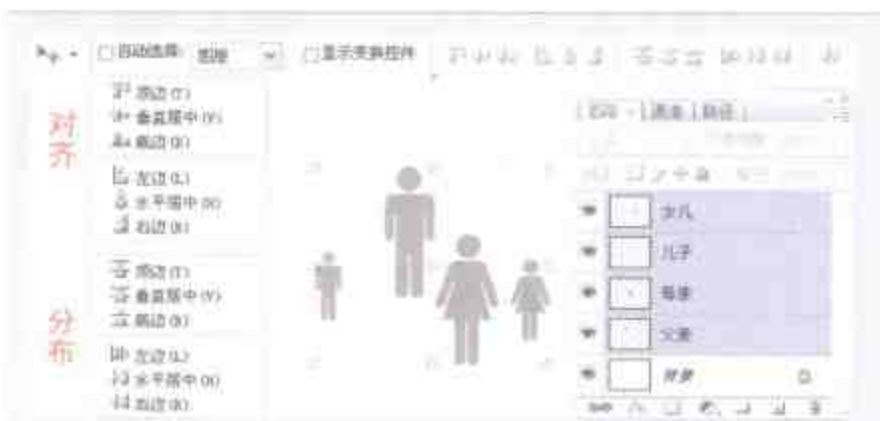 自动选择: 图层 显示变换控件
对齐
顶边(T)
垂直居中(V)
底边(B)
左边(L)
水平居中(H)
右边(R)
图层 通道 路径
女儿
儿子
母亲
父亲
背景
分布
顶边(T)
垂直居中(V)
底边(B)
左边(L)
水平居中(H)
右边(R)